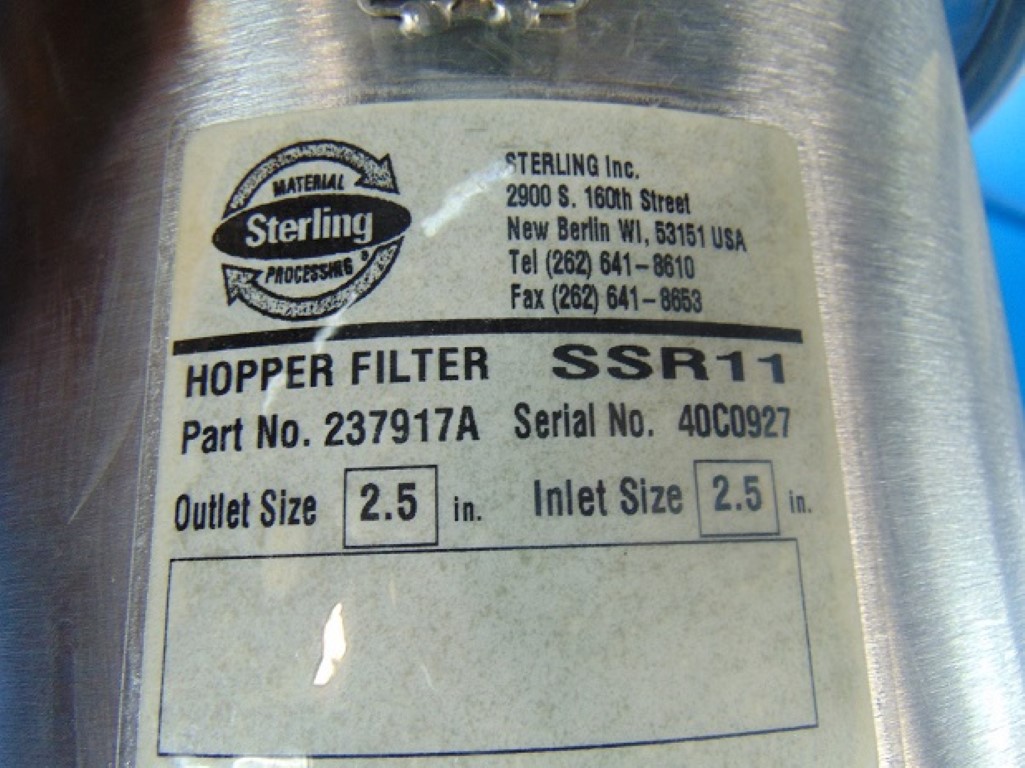 MATERIAL
Sterling
PROCESSING ®
STERLING Inc.
2900 S. 160th Street
New Berlin WI, 53151 USA
Tel (262) 641-8610
Fax (262) 641-8653
HOPPER FILTER SSR11
Part No. 237917A Serial No. 40C0927
Outlet Size 2.5 in. Inlet Size 2.5 in.